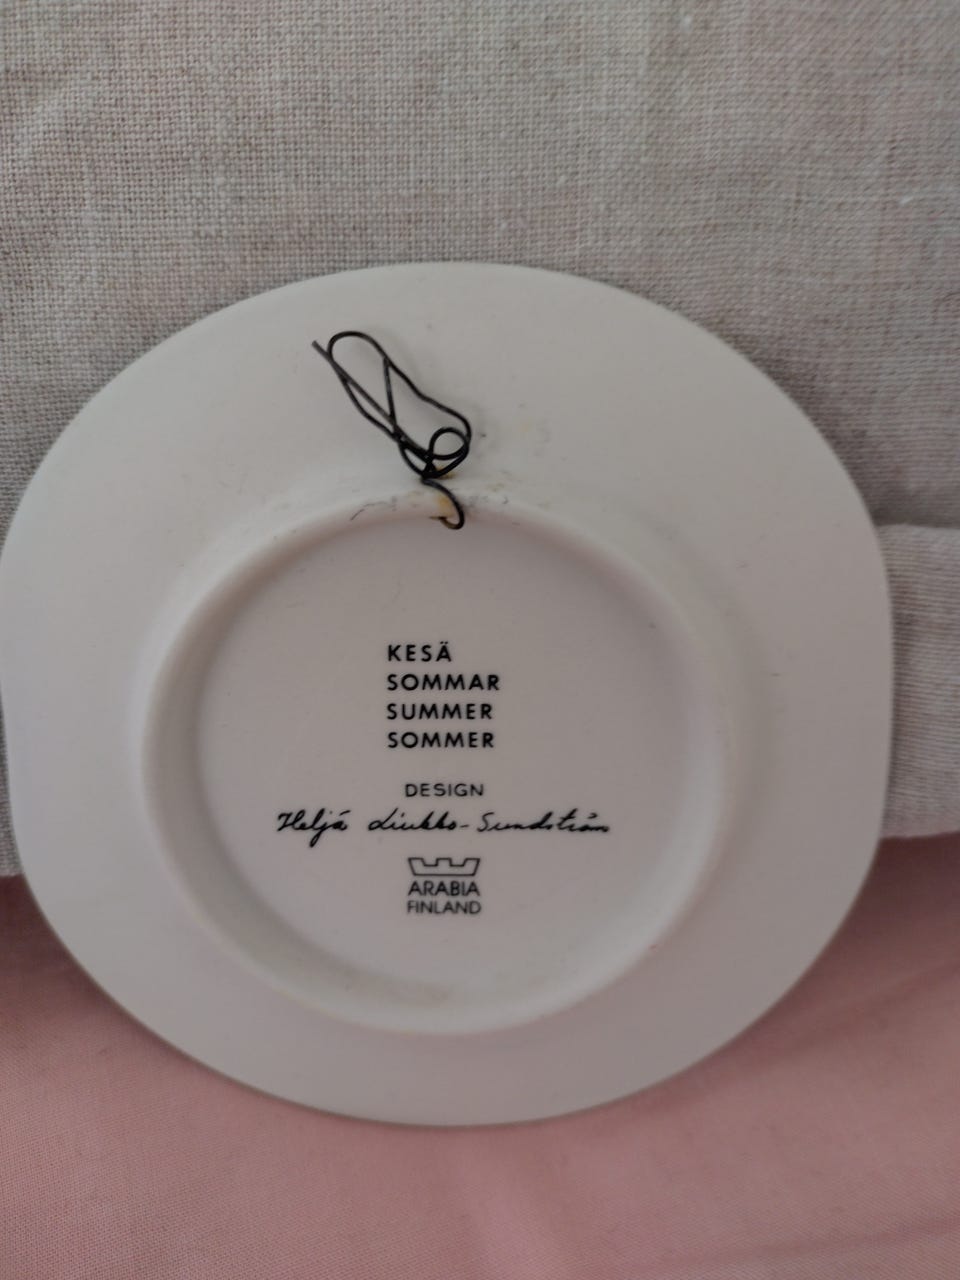 KESÄ
SOMMAR
SUMMER
SOMMER
DESIGN
Heljä Liukko-Sundström
ARABIA
FINLAND